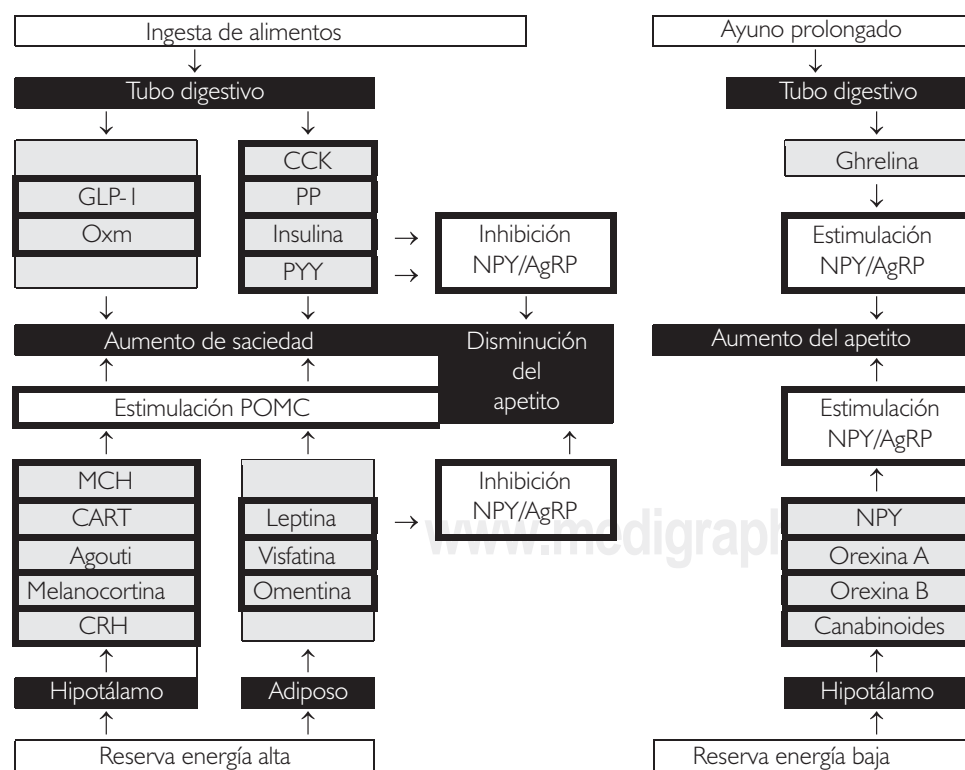 Ingesta de alimentos
Ayuno prolongado
↓
↓
Tubo digestivo
Tubo digestivo
↓ ↓
↓
CCK
Ghrelina
GLP-1
PP
Oxm
Insulina → Inhibición
NPY/AgRP
↓
Estimulación
NPY/AgRP
PYY →
↓ ↓ ↓
↓
Aumento de saciedad
Disminución
del
apetito
Aumento del apetito
↑ ↑
↑
Estimulación POMC
Estimulación
NPY/AgRP
↑ ↑ ↑
↑
MCH
Inhibición
NPY/AgRP
CART
Leptina →
NPY
www.medigraph
Agouti
Visfatina
Orexina A
Melanocortina
Omentina
Orexina B
CRH
Canabinoides
↑ ↑
↑
Hipotálamo
Adiposo
Hipotálamo
↑ ↑
↑
Reserva energía alta
Reserva energía baja